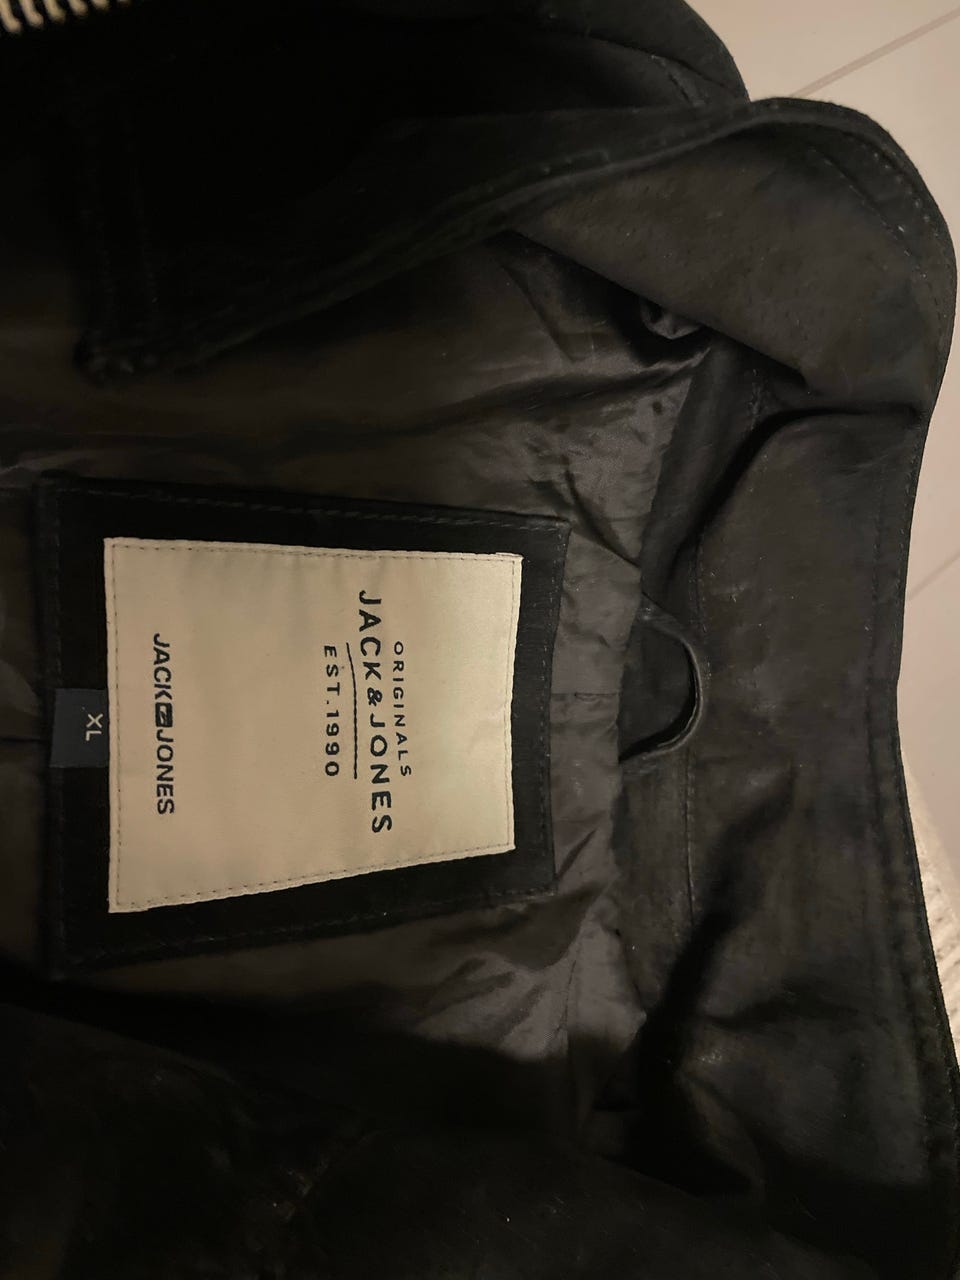 ORIGINALS
JACK & JONES
EST. 1990
JACK JONES
XL